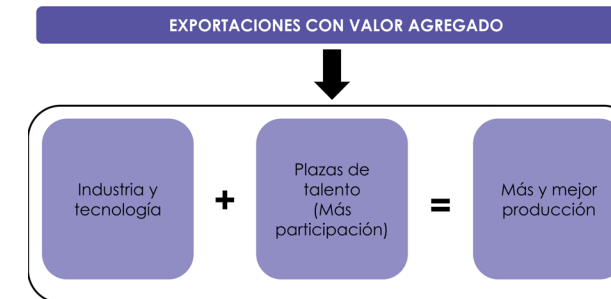 EXPORTACIONES CON VALOR AGREGADO
Industria y
tecnología
+
Plazas de
talento
(Más
participación)
=
Más y mejor
producción